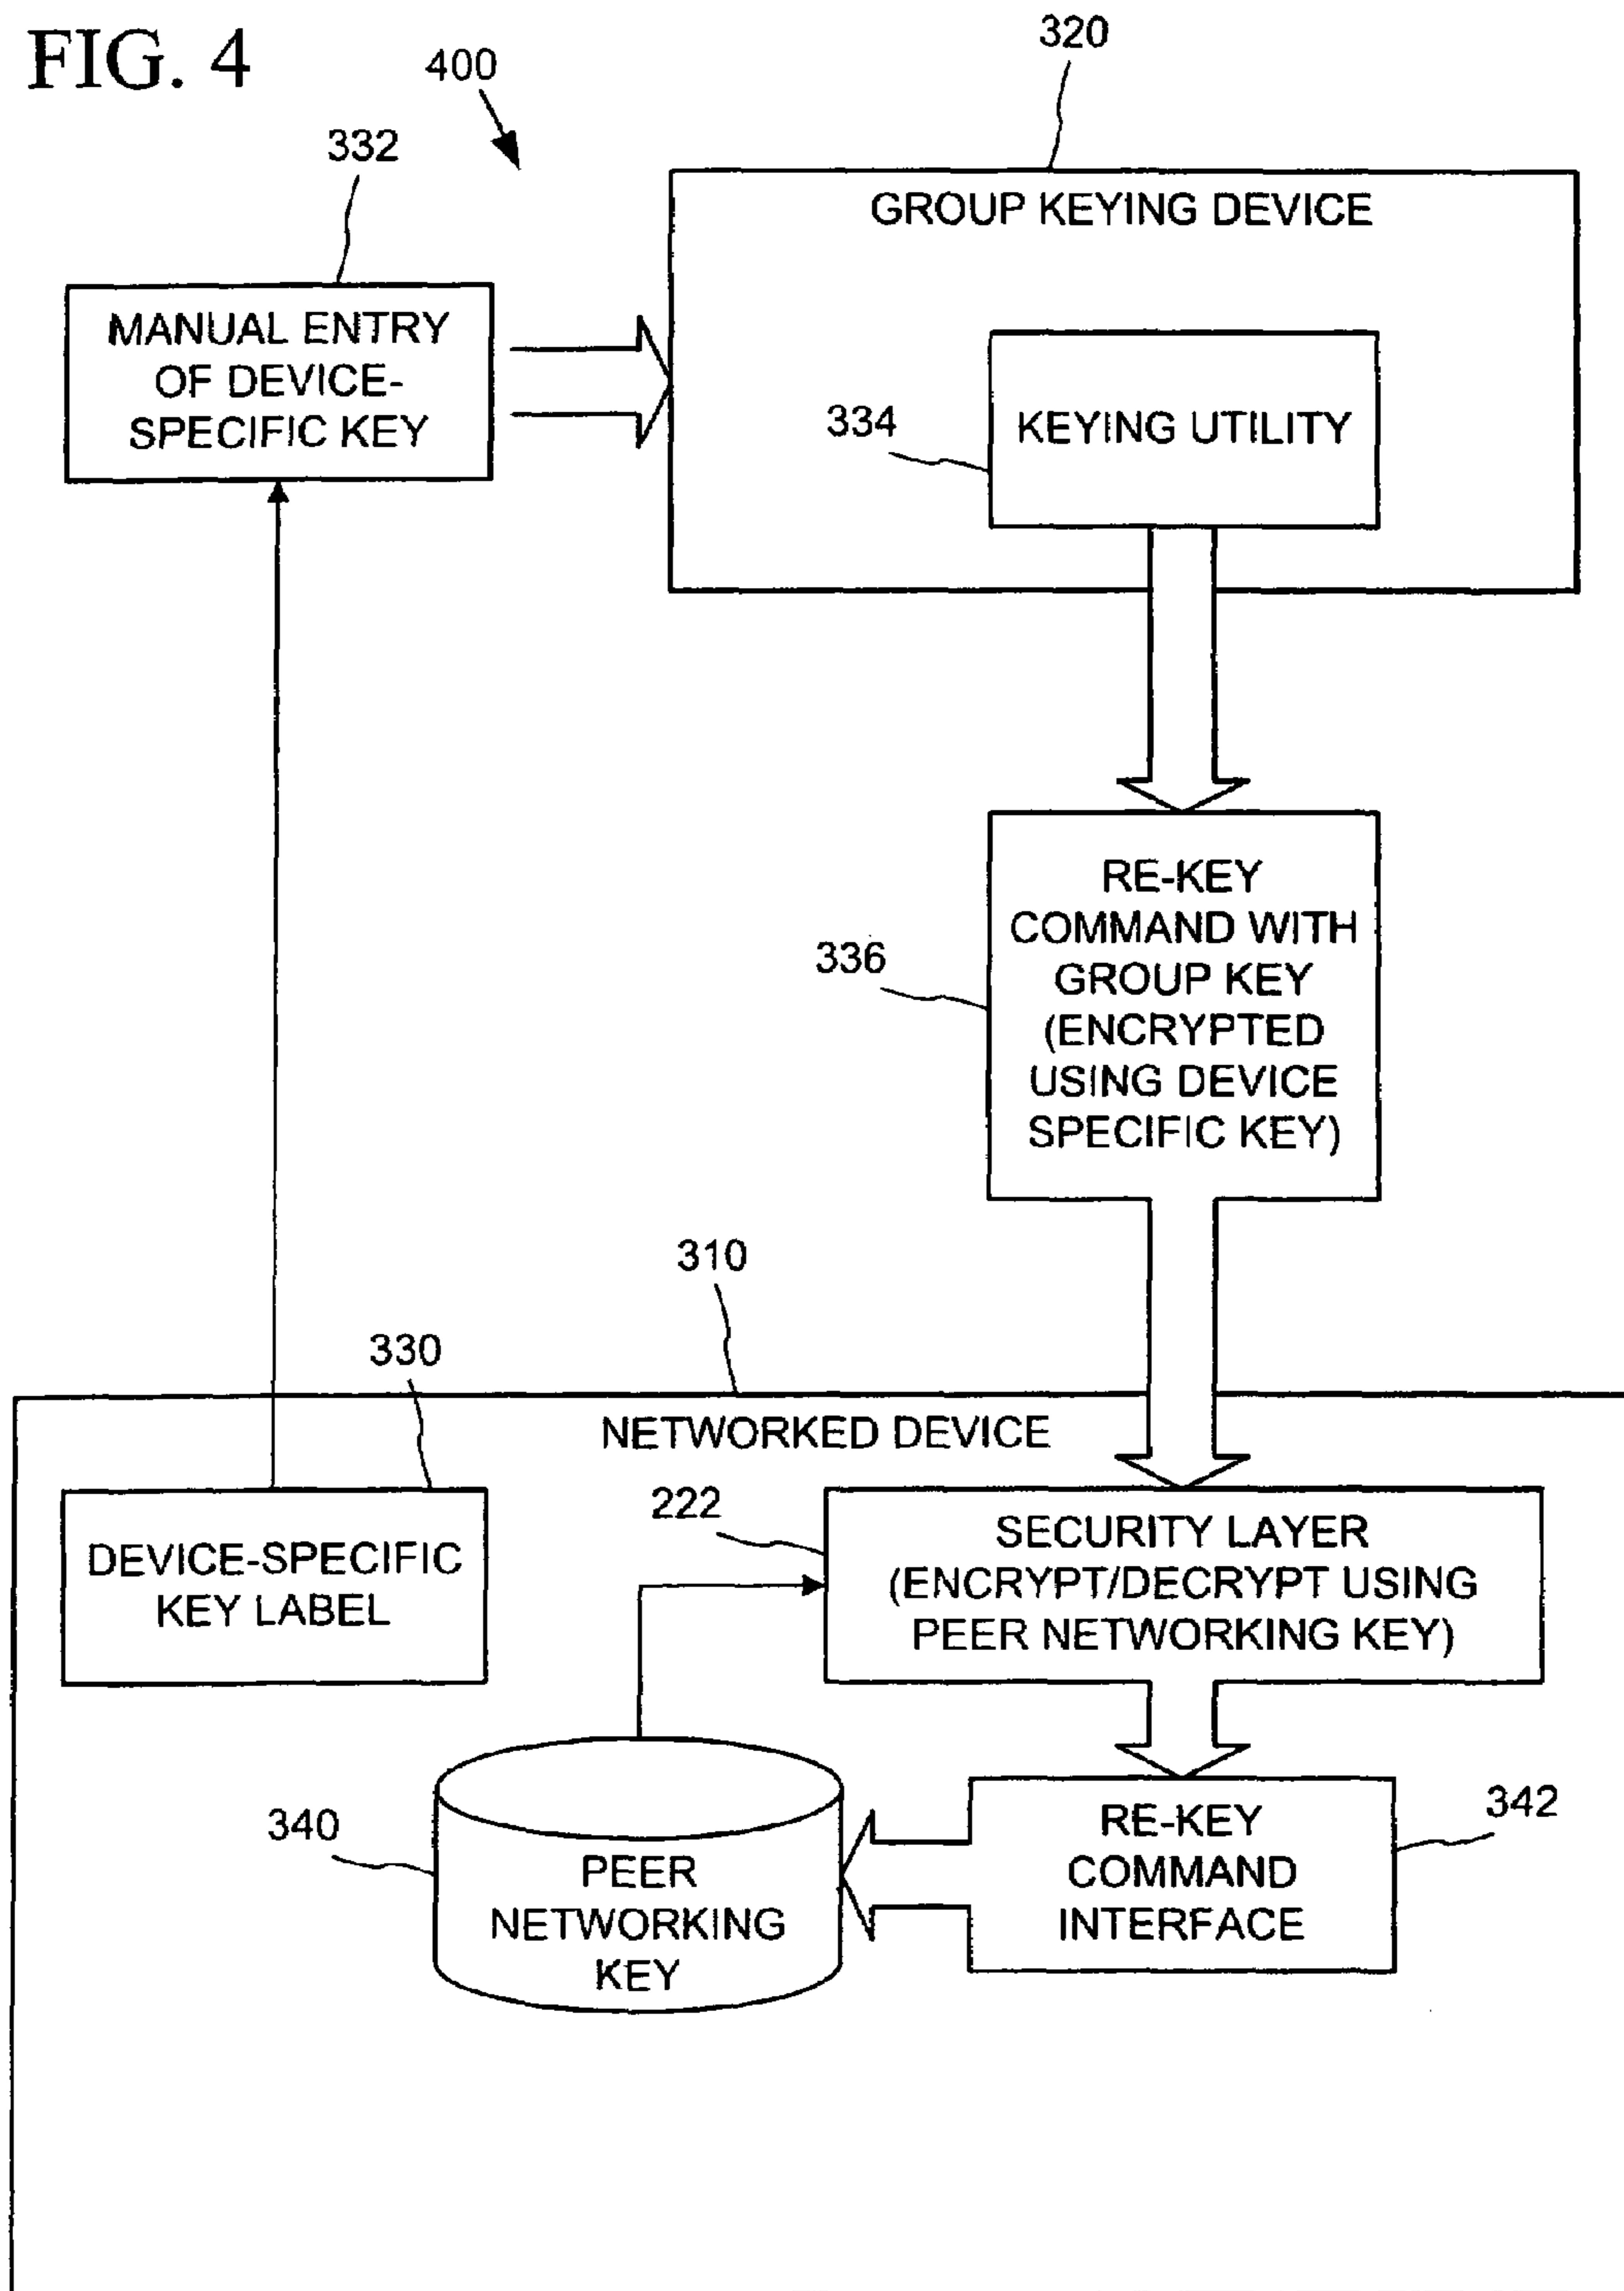 FIG. 4
400
320
332
GROUP KEYING DEVICE
MANUAL ENTRY
OF DEVICE-
SPECIFIC KEY
334
KEYING UTILITY
RE-KEY
COMMAND WITH
GROUP KEY
(ENCRYPTED
USING DEVICE
SPECIFIC KEY)
336
310
330
NETWORKED DEVICE
222
DEVICE-SPECIFIC
KEY LABEL
SECURITY LAYER
(ENCRYPT/DECRYPT USING
PEER NETWORKING KEY)
340
PEER
NETWORKING
KEY
RE-KEY
COMMAND
INTERFACE
342